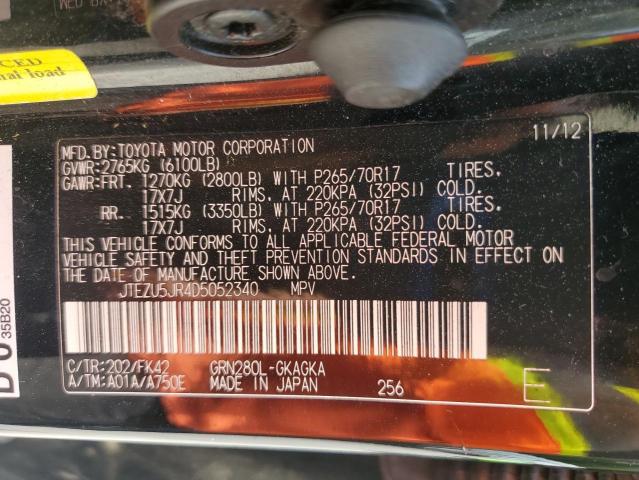 CED
nal load
11/12
MFD.BY:TOYOTA MOTOR CORPORATION
GVWR:2765KG (6100LB)
GAWR:FRT. 1270KG (2800LB) WITH P265/70R17 TIRES,
17X7J RIMS, AT 220KPA (32PSI) COLD.
RR. 1515KG (3350LB) WITH P265/70R17 TIRES,
17X7J RIMS, AT 220KPA (32PSI) COLD.
THIS VEHICLE CONFORMS TO ALL APPLICABLE FEDERAL MOTOR
VEHICLE SAFETY AND THEFT PREVENTION STANDARDS IN EFFECT ON
THE DATE OF MANUFACTURE SHOWN ABOVE.
JTEZU5JR4D5052340 MPV
C/TR:202/FK42 GRN280L-GKAGKA
A/TM:A01A/A750E MADE IN JAPAN 256 E
35B20